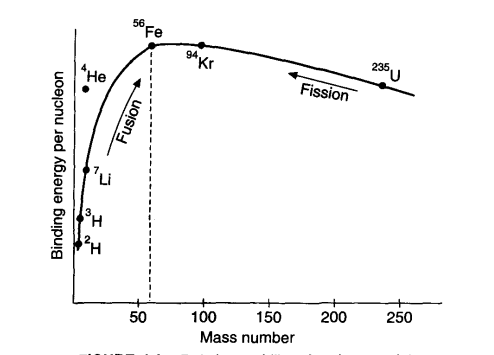 ⁵⁶Fe
⁹⁴Kr
⁴He
²³⁵U
Fusion
Fission
⁷Li
³H
²H
Binding energy per nucleon
50
100
150
200
250
Mass number